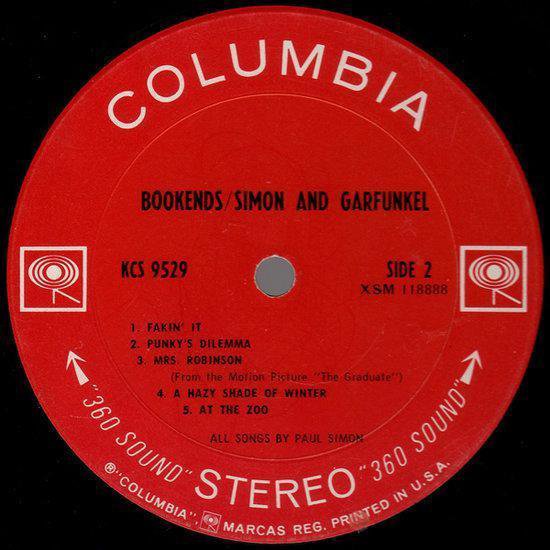 COLUMBIA
BOOKENDS/SIMON AND GARFUNKEL
KCS 9529
SIDE 2
XSM 118888
1. FAKIN' IT
2. PUNKY'S DILEMMA
3. MRS. ROBINSON
(From the Motion Picture "The Graduate")
4. A HAZY SHADE OF WINTER
5. AT THE ZOO
ALL SONGS BY PAUL SIMON
"360 SOUND" STEREO "360 SOUND"
®"COLUMBIA", MARCAS REG. PRINTED IN U.S.A.